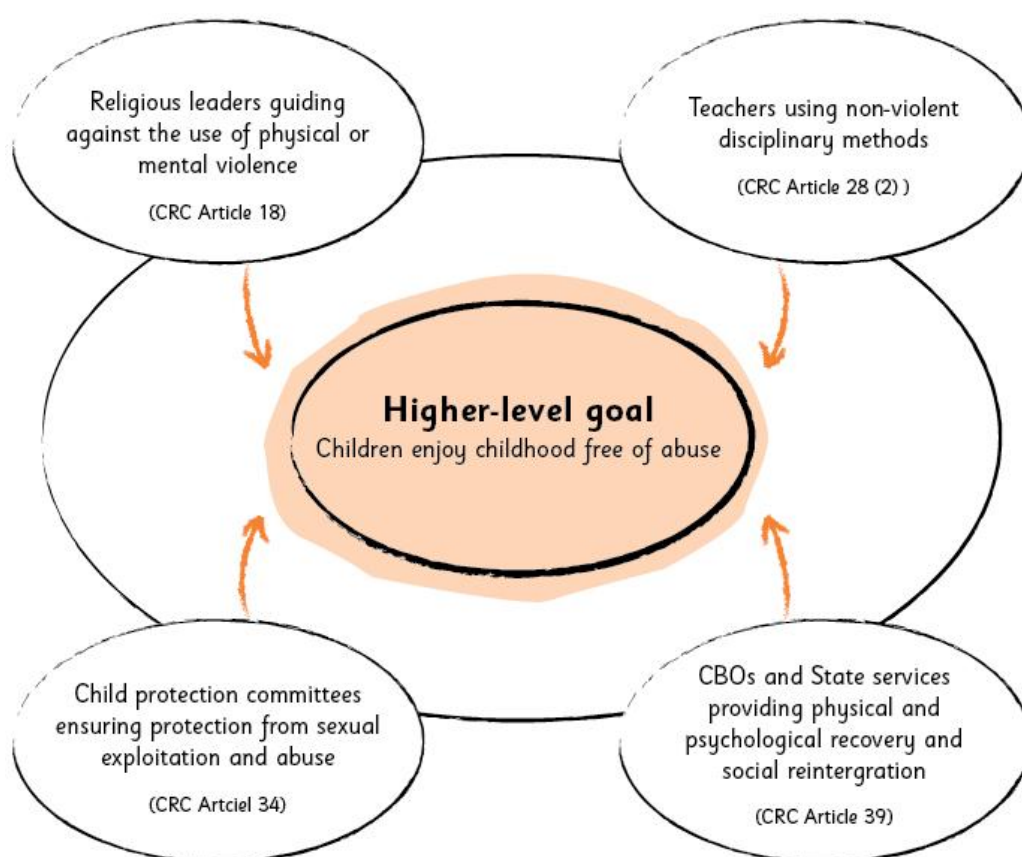 Religious leaders guiding
against the use of physical or
mental violence
(CRC Article 18)
Teachers using non-violent
disciplinary methods
(CRC Article 28 (2) )
Higher-level goal
Children enjoy childhood free of abuse
Child protection committees
ensuring protection from sexual
exploitation and abuse
(CRC Artciel 34)
CBOs and State services
providing physical and
psychological recovery and
social reintergration
(CRC Article 39)